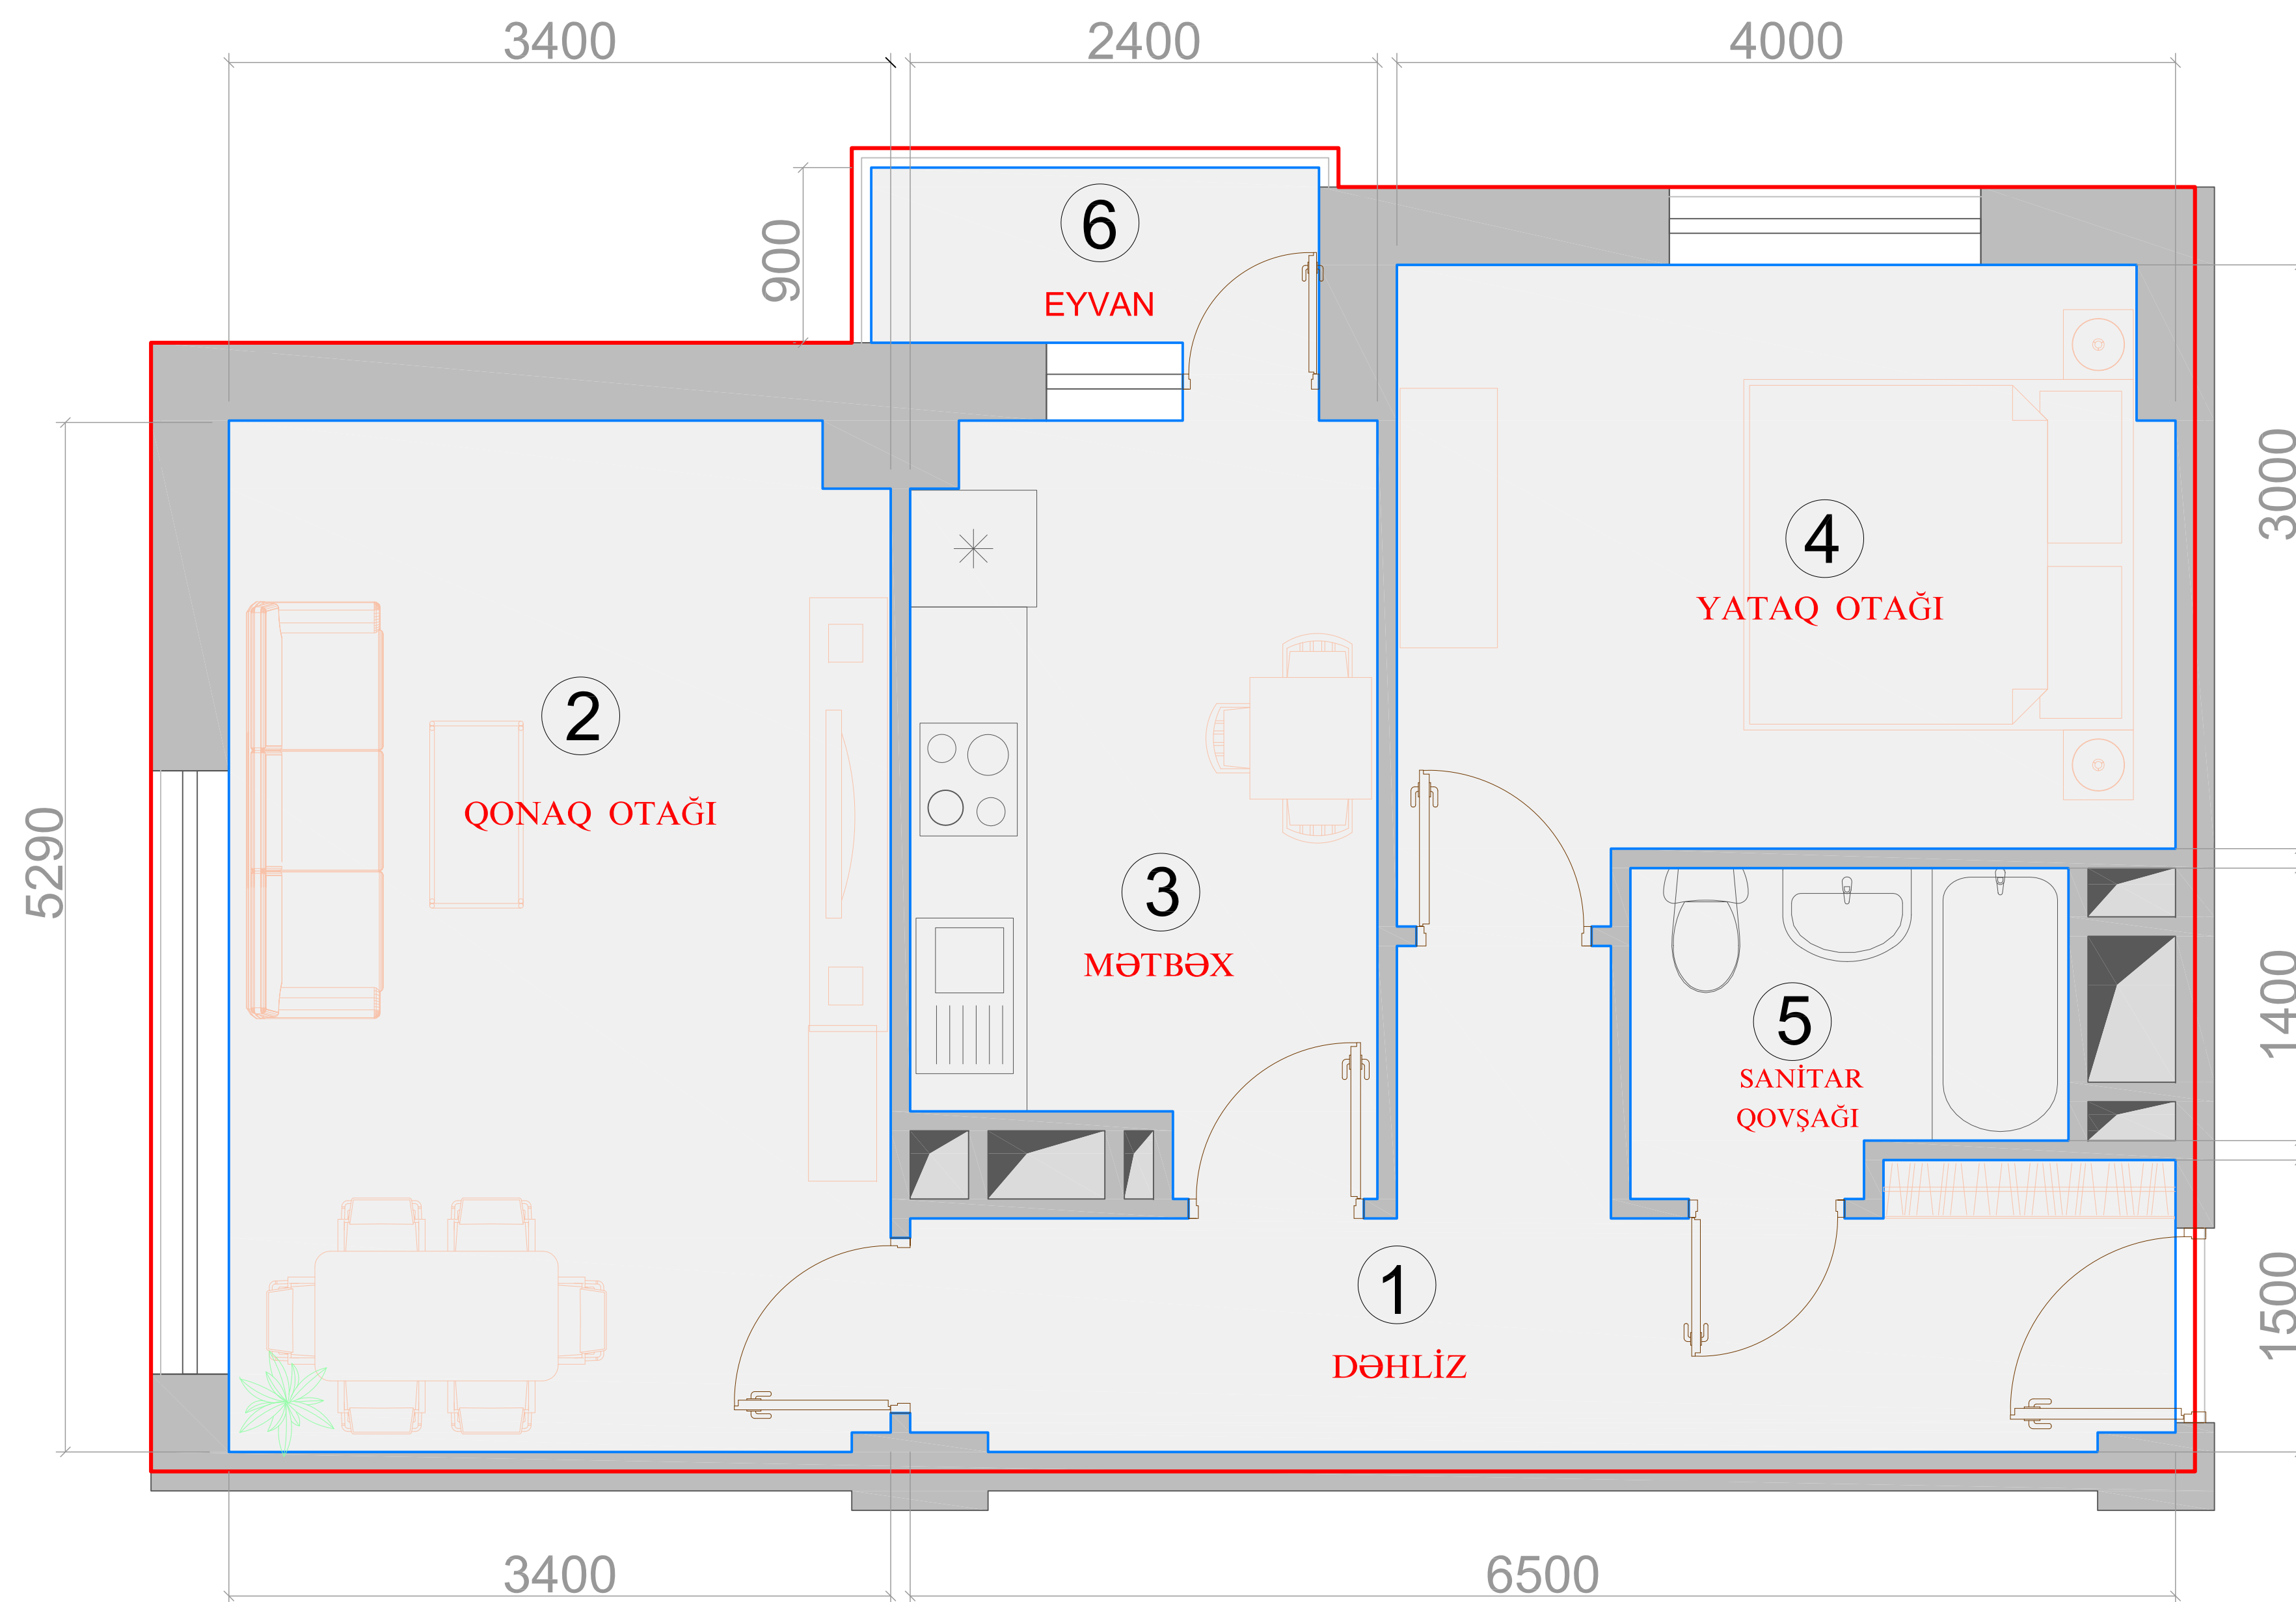 3400
2400
4000
6
EYVAN
900
3000
4
YATAQ OTAĞI
2
QONAQ OTAĞI
5290
3
MƏTBƏX
1400
5
SANİTAR
QOVŞAĞI
1
DƏHLİZ
1500
3400
6500